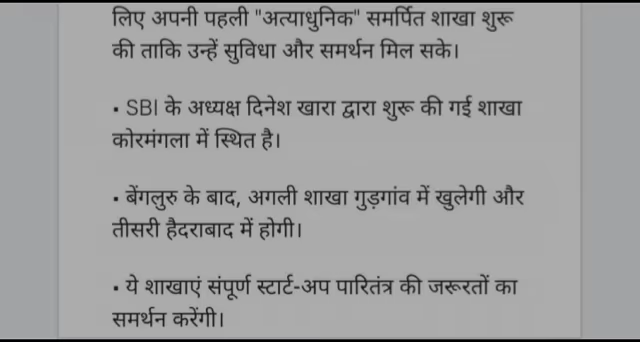 लिए अपनी पहली "अत्याधुनिक" समर्पित शाखा शुरू
की ताकि उन्हें सुविधा और समर्थन मिल सके।
• SBI के अध्यक्ष दिनेश खारा द्वारा शुरू की गई शाखा
कोरमंगला में स्थित है।
• बेंगलुरु के बाद, अगली शाखा गुड़गांव में खुलेगी और
तीसरी हैदराबाद में होगी।
• ये शाखाएं संपूर्ण स्टार्ट-अप पारितंत्र की जरूरतों का
समर्थन करेंगी।